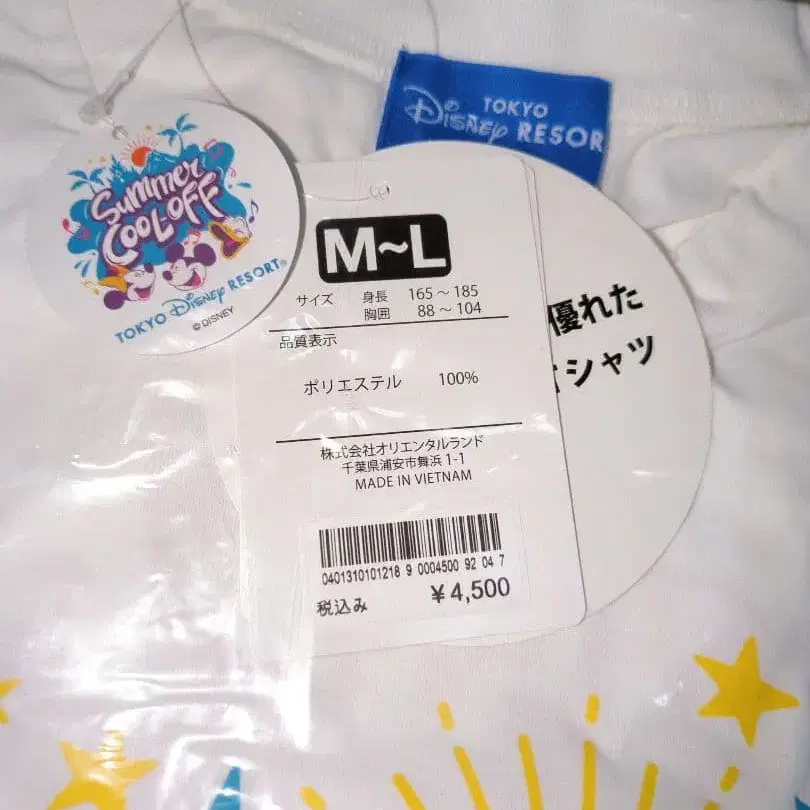 Summer
COOL-OFF
TOKYO Disney RESORT®
© DISNEY
TOKYO
Disney RESOR
M~L
サイズ 身長 165~185
胸囲 88~104
品質表示
ポリエステル 100%
株式会社オリエンタルランド
千葉県浦安市舞浜1-1
MADE IN VIETNAM
0401310101218 9 0004500 92 04 7
税込み ¥4,500
優れた
シャツ